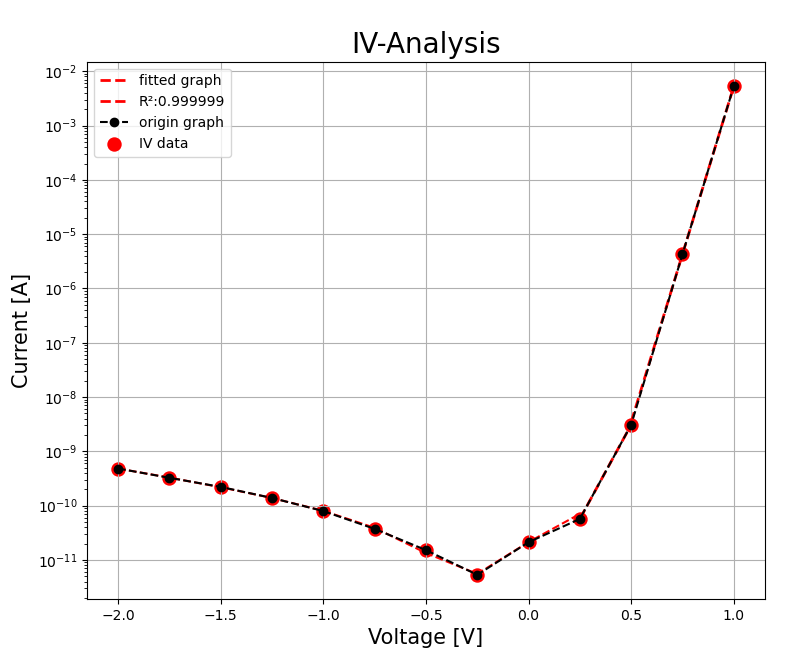 IV-Analysis
fitted graph
R²:0.999999
origin graph
IV data
10⁻²
10⁻³
10⁻⁴
10⁻⁵
10⁻⁶
10⁻⁷
10⁻⁸
10⁻⁹
10⁻¹⁰
10⁻¹¹
Current [A]
−2.0 −1.5 −1.0 −0.5 0.0 0.5 1.0
Voltage [V]